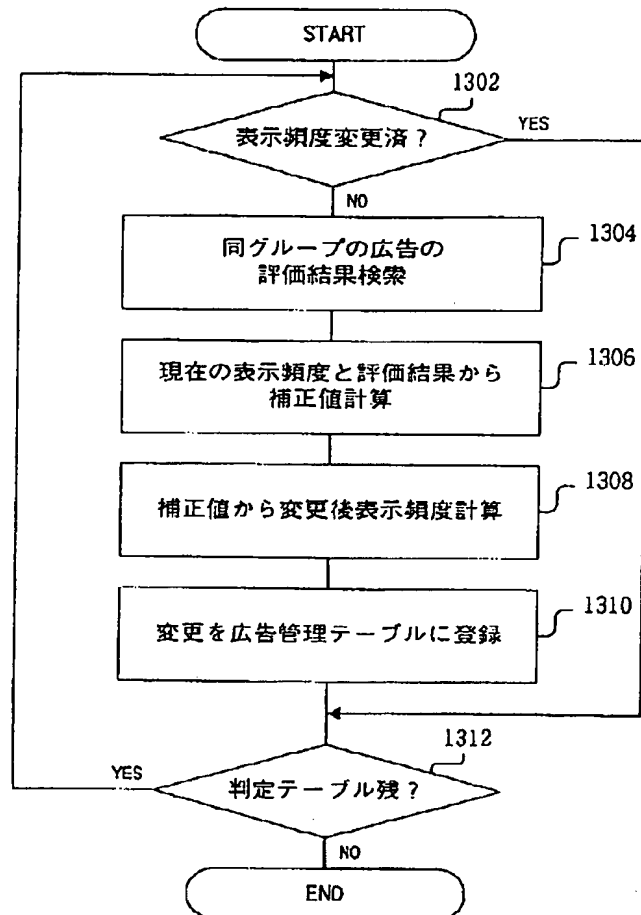 START
1302
表示頻度変更済?
YES
NO
同グループの広告の
評価結果検索
1304
現在の表示頻度と評価結果から
補正値計算
1306
補正値から変更後表示頻度計算
1308
変更を広告管理テーブルに登録
1310
1312
YES
判定テーブル残?
NO
END